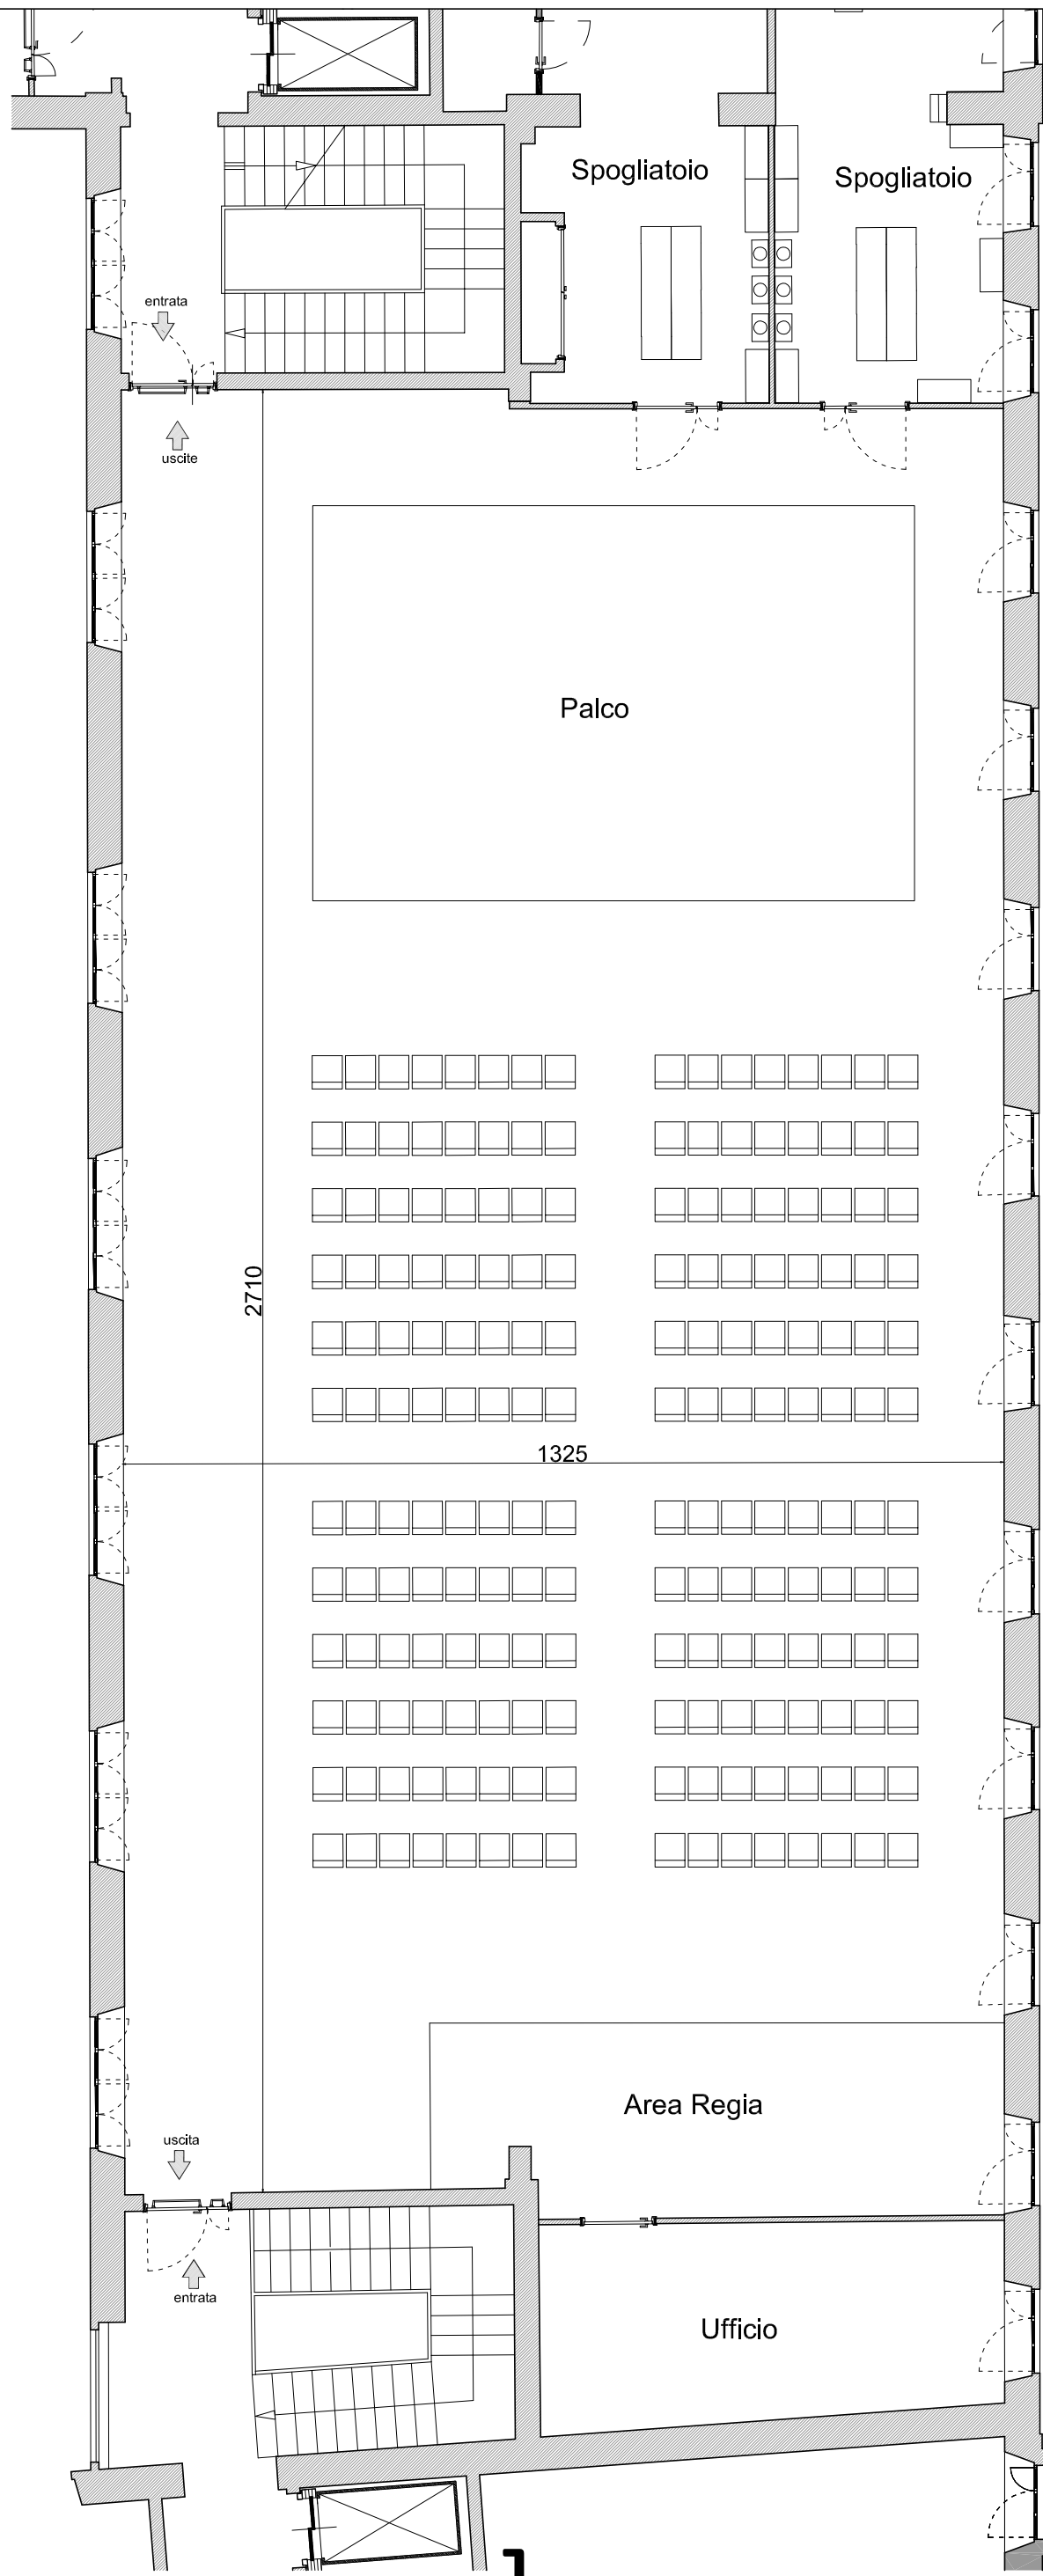 Spogliatoio
Spogliatoio
entrata
uscite
Palco
2710
1325
Area Regia
uscita
entrata
Ufficio